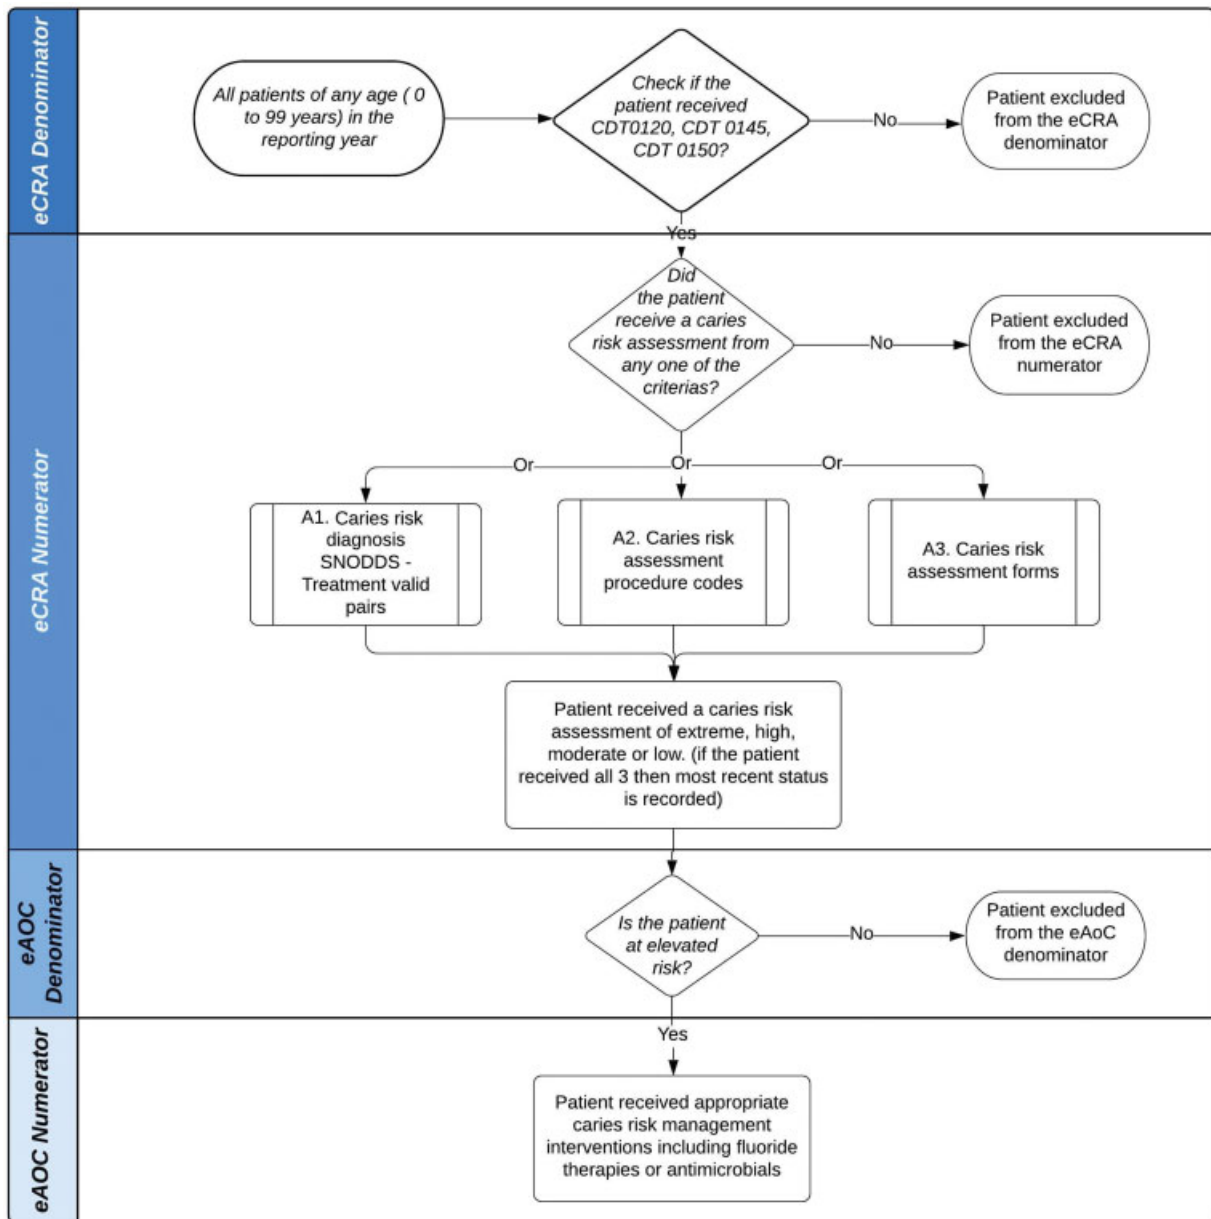 eCRA Denominator
All patients of any age ( 0
to 99 years) in the
reporting year
Check if the
patient received
CDT0120, CDT 0145,
CDT 0150?
No
Patient excluded
from the eCRA
denominator
Yes
eCRA Numerator
Did
the patient
receive a caries
risk assessment from
any one of the
criterias?
No
Patient excluded
from the eCRA
numerator
Or
Or
Or
A1. Caries risk
diagnosis
SNODDS -
Treatment valid
pairs
A2. Caries risk
assessment
procedure codes
A3. Caries risk
assessment forms
Patient received a caries risk
assessment of extreme, high,
moderate or low. (if the patient
received all 3 then most recent status
is recorded)
eAOC
Denominator
Is the patient
at elevated
risk?
No
Patient excluded
from the eAoC
denominator
Yes
eAOC Numerator
Patient received appropriate
caries risk management
interventions including fluoride
therapies or antimicrobials